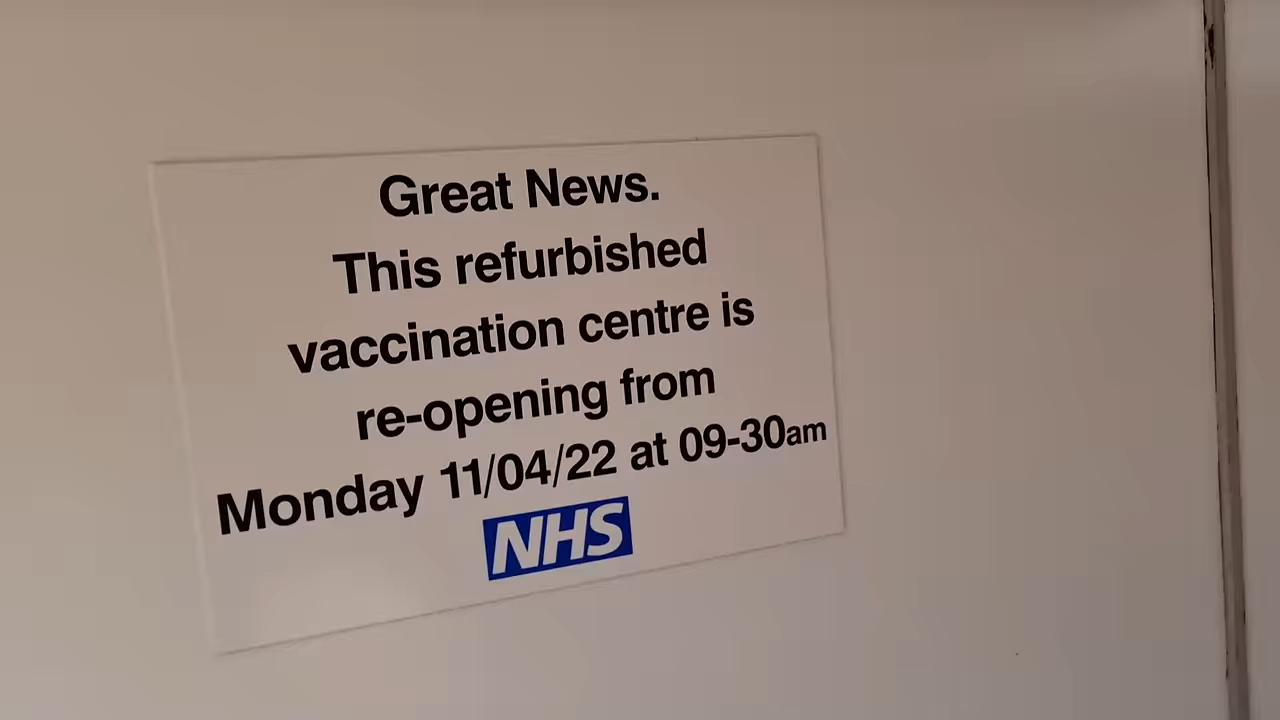 Great News.
This refurbished
vaccination centre is
re-opening from
Monday 11/04/22 at 09-30am
NHS